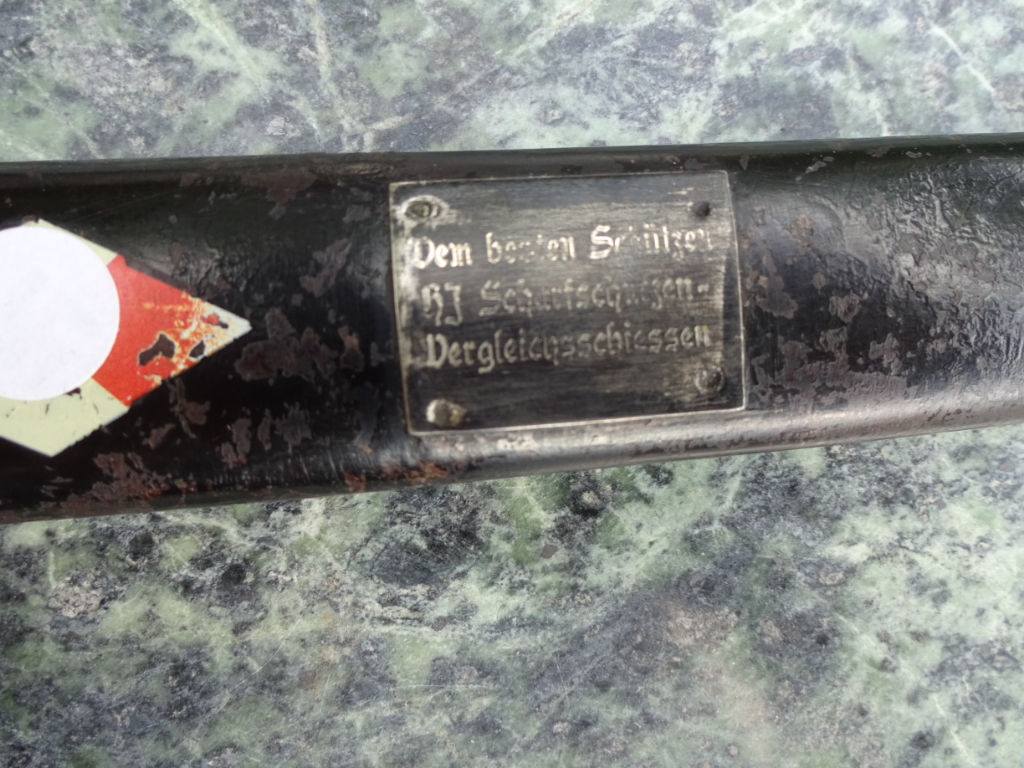 Dem besten Schützen
HJ Scharfschützen-
Vergleichsschiessen